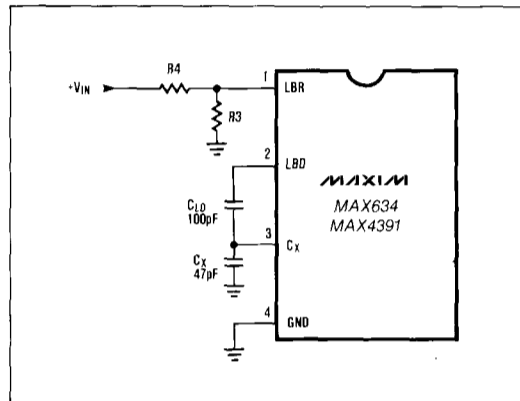 R4
+VIN
1
LBR
R3
2
LBD
MAXIM
MAX634
MAX4391
CLO
100pF
3
CX
CX
47pF
4
GND